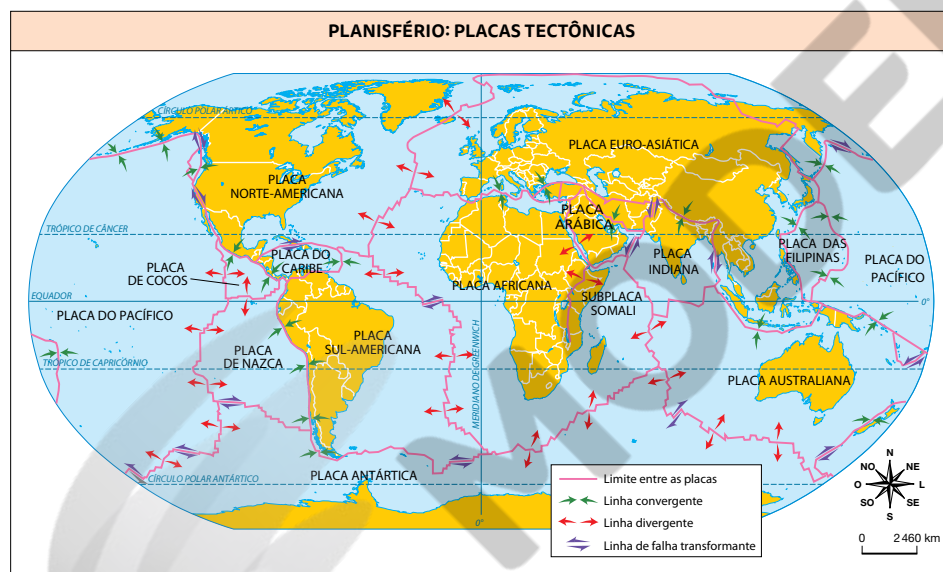 PLANISFÉRIO: PLACAS TECTÔNICAS
CÍRCULO POLAR ÁRTICO
PLACA EURO-ASIÁTICA
PLACA
NORTE-AMERICANA
TRÓPICO DE CÂNCER
PLACA
ARÁBICA
PLACA DO
CARIBE
PLACA
DE COCOS
PLACA
INDIANA
PLACA DAS
FILIPINAS
PLACA DO
PACÍFICO
EQUADOR
0°
PLACA AFRICANA
SUBPLACA
SOMALI
PLACA DO PACÍFICO
PLACA
DE NAZCA
PLACA
SUL-AMERICANA
MERIDIANO DE GREENWICH
TRÓPICO DE CAPRICÓRNIO
PLACA AUSTRALIANA
CÍRCULO POLAR ANTÁRTICO
PLACA ANTÁRTICA
0°
Limite entre as placas
Linha convergente
Linha divergente
Linha de falha transformante
N
NO
NE
O
L
SO
SE
S
0
2 460 km
MODE